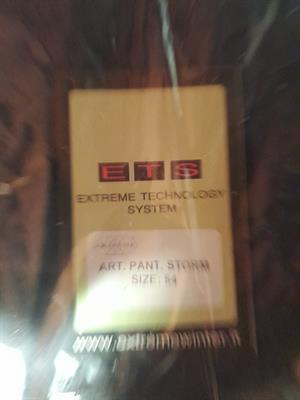 ETS
EXTREME TECHNOLOGY
SYSTEM
ART. PANT. STORM
SIZE: 54